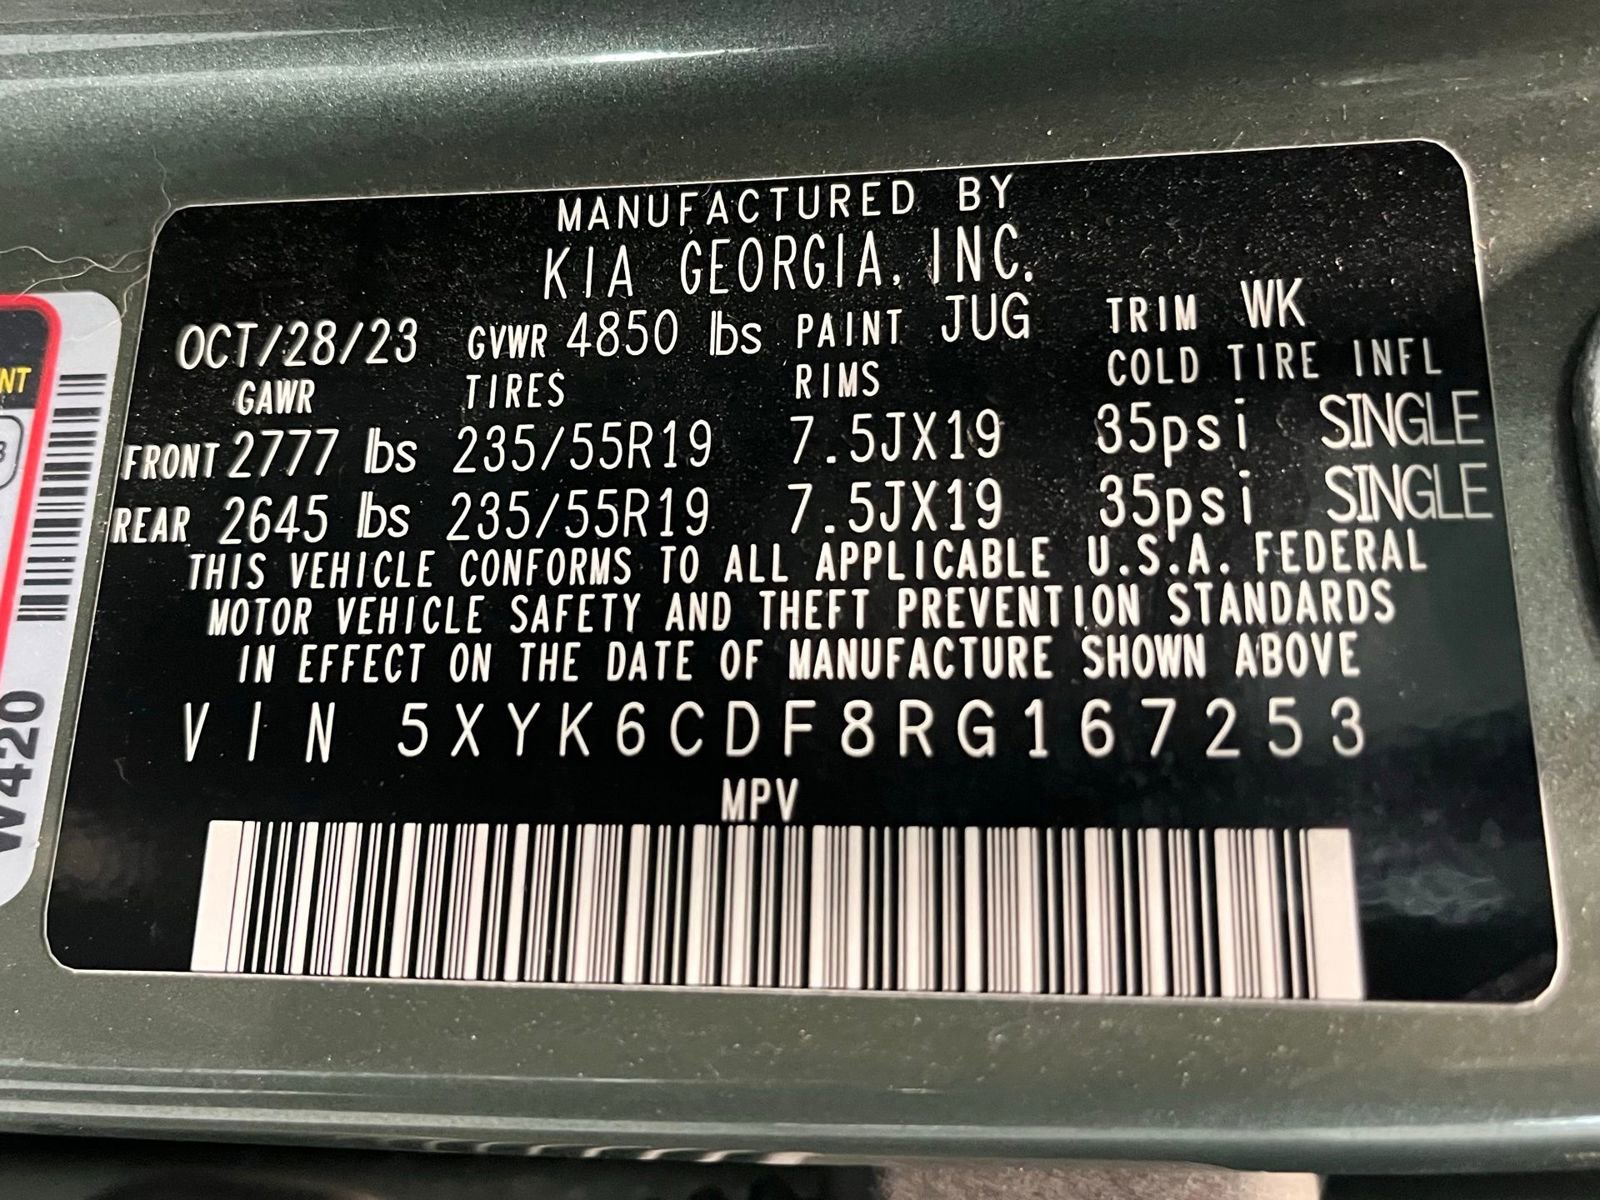 MANUFACTURED BY
KIA GEORGIA, INC.
OCT/28/23 GVWR 4850 lbs PAINT JUG TRIM WK
GAWR TIRES RIMS COLD TIRE INFL
FRONT 2777 lbs 235/55R19 7.5JX19 35psi SINGLE
REAR 2645 lbs 235/55R19 7.5JX19 35psi SINGLE
THIS VEHICLE CONFORMS TO ALL APPLICABLE U.S.A. FEDERAL
MOTOR VEHICLE SAFETY AND THEFT PREVENTION STANDARDS
IN EFFECT ON THE DATE OF MANUFACTURE SHOWN ABOVE
VIN 5XYK6CDF8RG167253
MPV
NT
W420